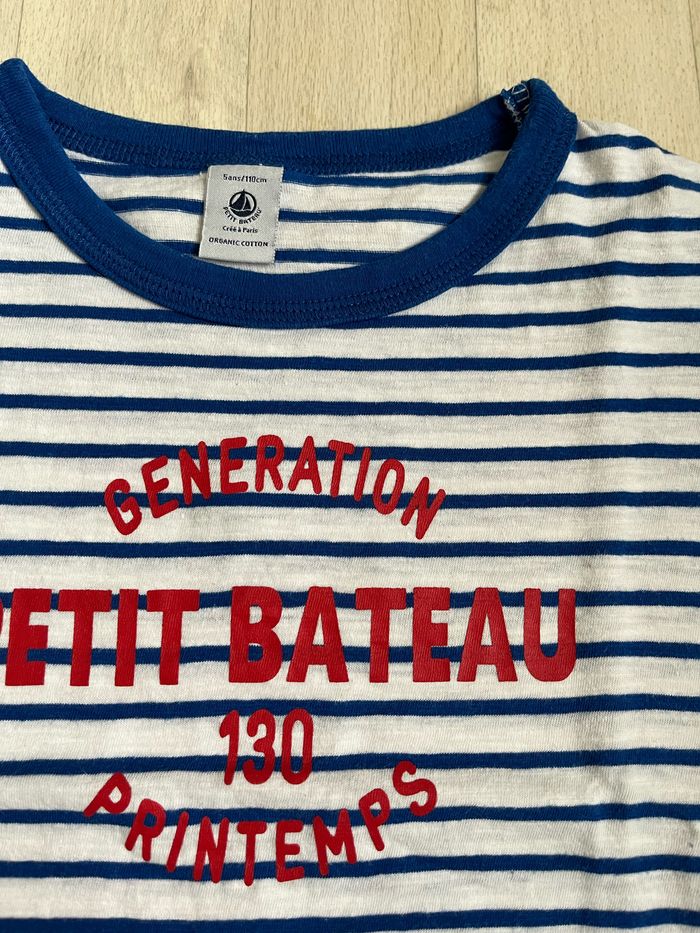 5ans/110cm
PETIT BATEAU
Créé à Paris
ORGANIC COTTON
GENERATION
PETIT BATEAU
130
PRINTEMPS